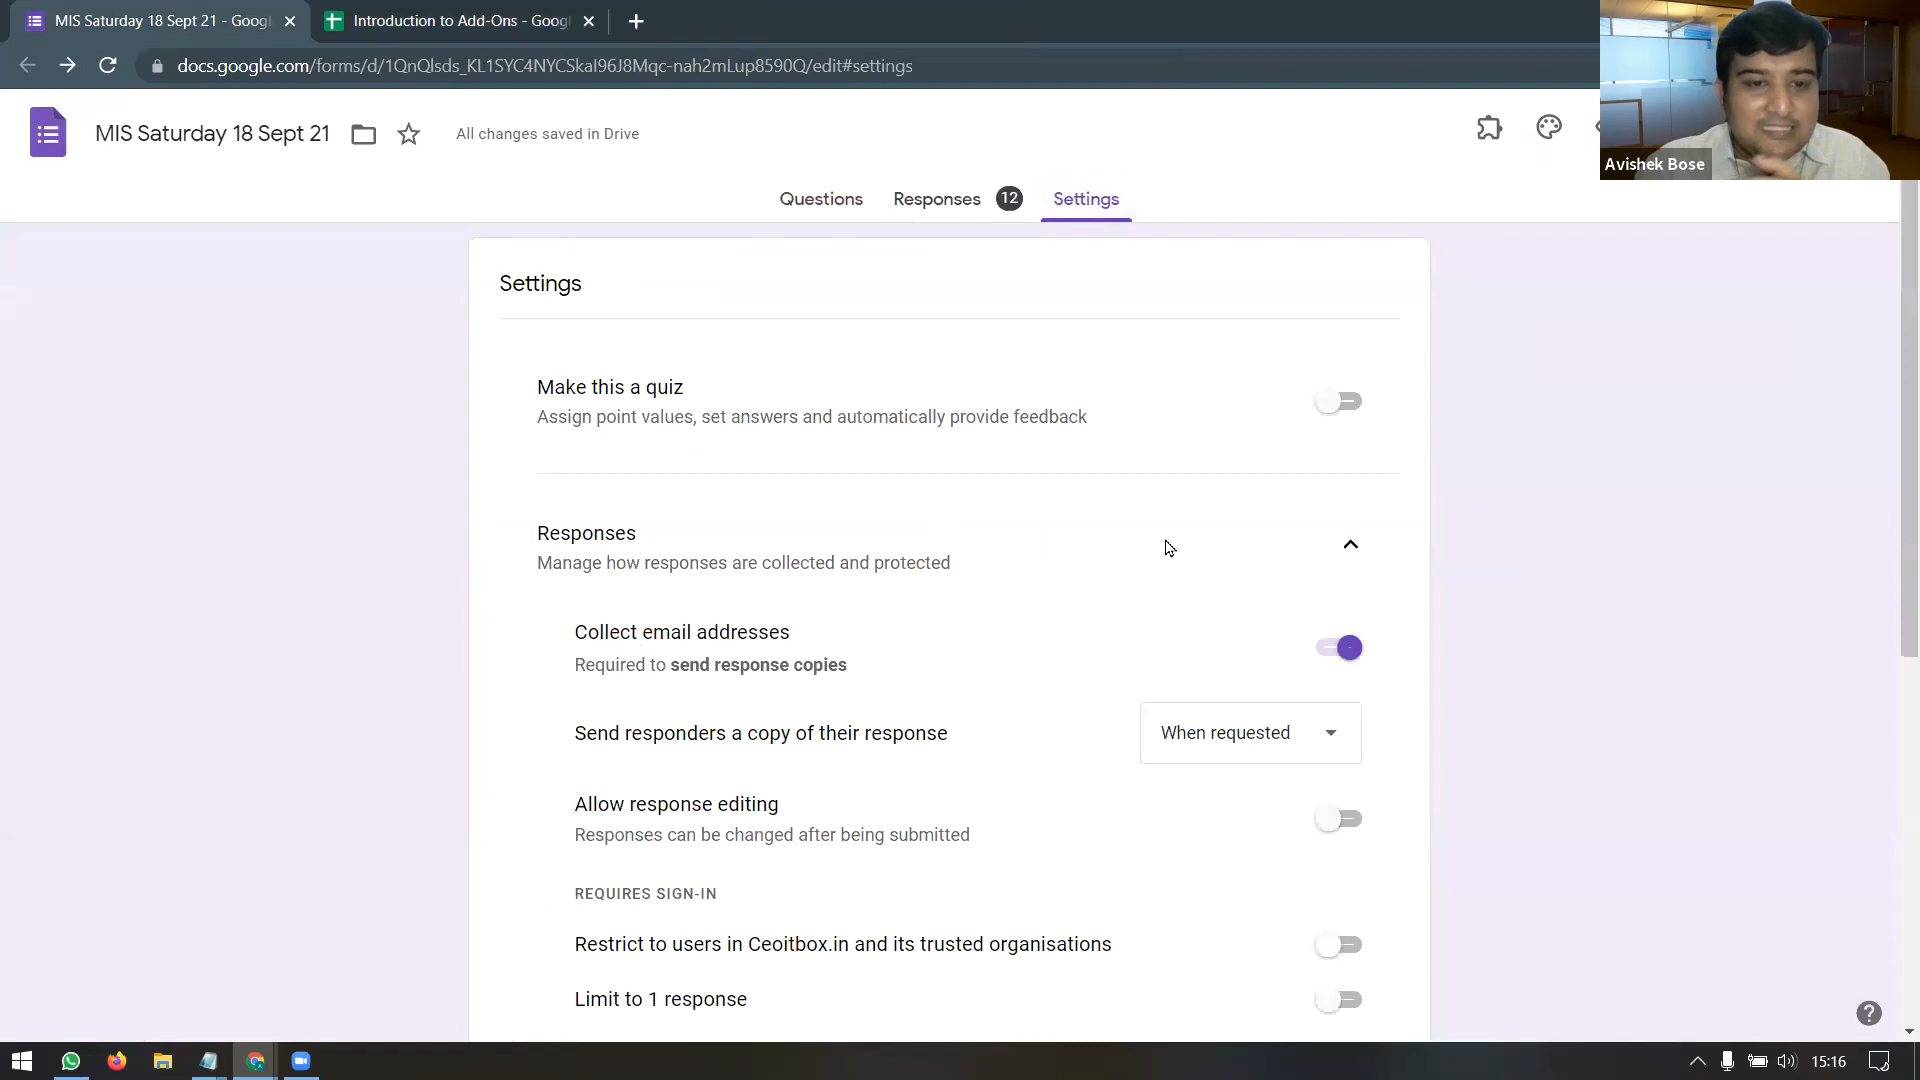 MIS Saturday 18 Sept 21 - Googl
Introduction to Add-Ons - Googl
docs.google.com/forms/d/1QnQlsds_KL1SYC4NYCSkaI96J8Mqc-nah2mLup8590Q/edit#settings
MIS Saturday 18 Sept 21
All changes saved in Drive
Avishek Bose
Questions
Responses
12
Settings
Settings
Make this a quiz
Assign point values, set answers and automatically provide feedback
Responses
Manage how responses are collected and protected
Collect email addresses
Required to send response copies
Send responders a copy of their response
When requested
Allow response editing
Responses can be changed after being submitted
REQUIRES SIGN-IN
Restrict to users in Ceoitbox.in and its trusted organisations
Limit to 1 response
15:16